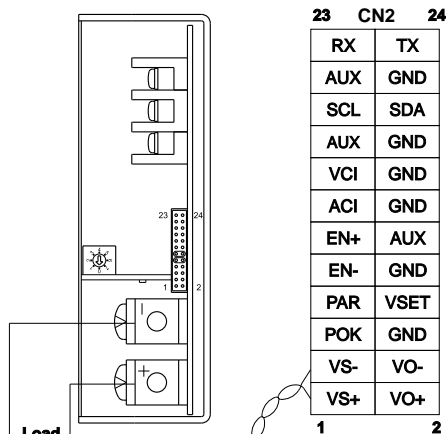 23 CN2 24
RX TX
AUX GND
SCL SDA
AUX GND
VCI GND
ACI GND
EN+ AUX
EN- GND
PAR VSET
POK GND
VS- VO-
VS+ VO+
1 2
23 24
1 2
-
+
Load